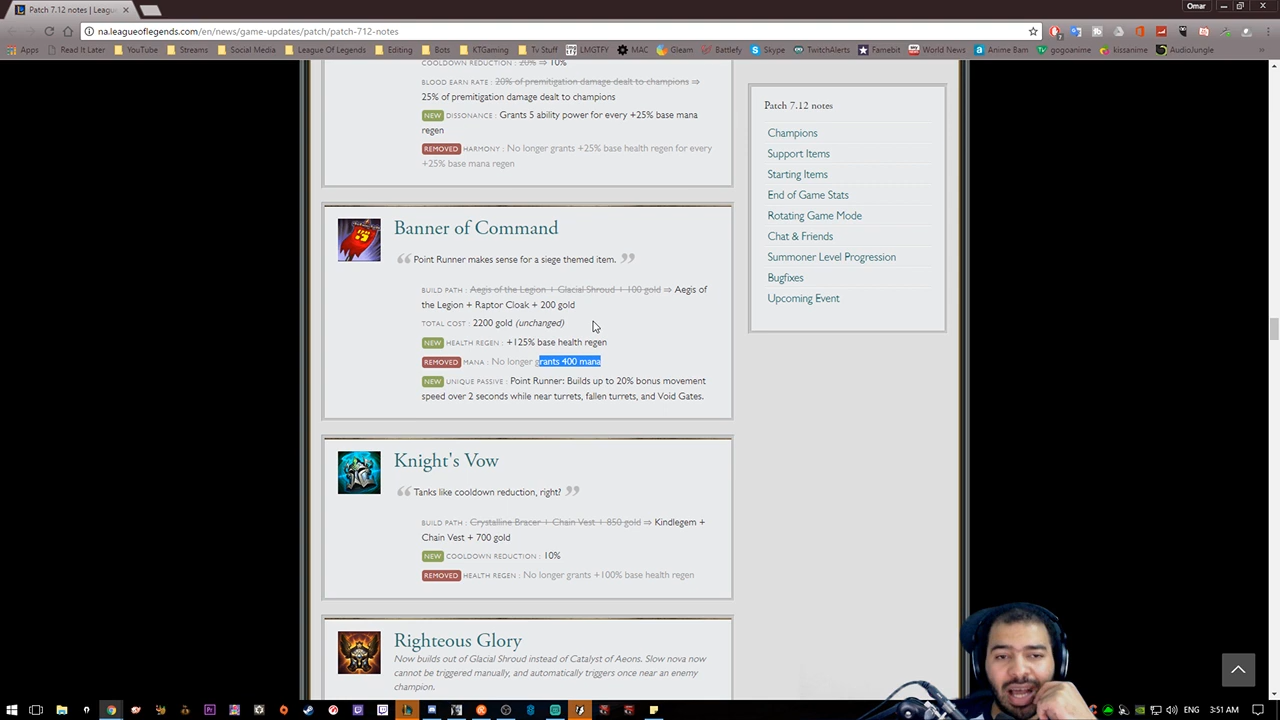 Patch 7.12 notes | Leagu
Omar
na.leagueoflegends.com/en/news/game-updates/patch/patch-712-notes
Apps Read It Later YouTube Streams Social Media League Of Legends Editing Bots KTGaming Tv Stuff LMGTFY MAC Gleam Battlefy Skype TwitchAlerts Famebit World News Anime Bam gogoanime kissanime AudioJungle
COOLDOWN REDUCTION : 20% ⇒ 10%
BLOOD EARN RATE : 20% of premitigation damage dealt to champions ⇒
25% of premitigation damage dealt to champions
NEW DISSONANCE : Grants 5 ability power for every +25% base mana
regen
REMOVED HARMONY : No longer grants +25% base health regen for every
+25% base mana regen
Banner of Command
Point Runner makes sense for a siege themed item.
BUILD PATH : Aegis of the Legion + Glacial Shroud + 100 gold ⇒ Aegis of
the Legion + Raptor Cloak + 200 gold
TOTAL COST : 2200 gold (unchanged)
NEW HEALTH REGEN : +125% base health regen
REMOVED MANA : No longer grants 400 mana
NEW UNIQUE PASSIVE : Point Runner: Builds up to 20% bonus movement
speed over 2 seconds while near turrets, fallen turrets, and Void Gates.
Knight's Vow
Tanks like cooldown reduction, right?
BUILD PATH : Crystalline Bracer + Chain Vest + 850 gold ⇒ Kindlegem +
Chain Vest + 700 gold
NEW COOLDOWN REDUCTION : 10%
REMOVED HEALTH REGEN : No longer grants +100% base health regen
Righteous Glory
Now builds out of Glacial Shroud instead of Catalyst of Aeons. Slow nova now
cannot be triggered manually, and automatically triggers once near an enemy
champion.
Patch 7.12 notes
Champions
Support Items
Starting Items
End of Game Stats
Rotating Game Mode
Chat & Friends
Summoner Level Progression
Bugfixes
Upcoming Event
ENG 3:51 AM